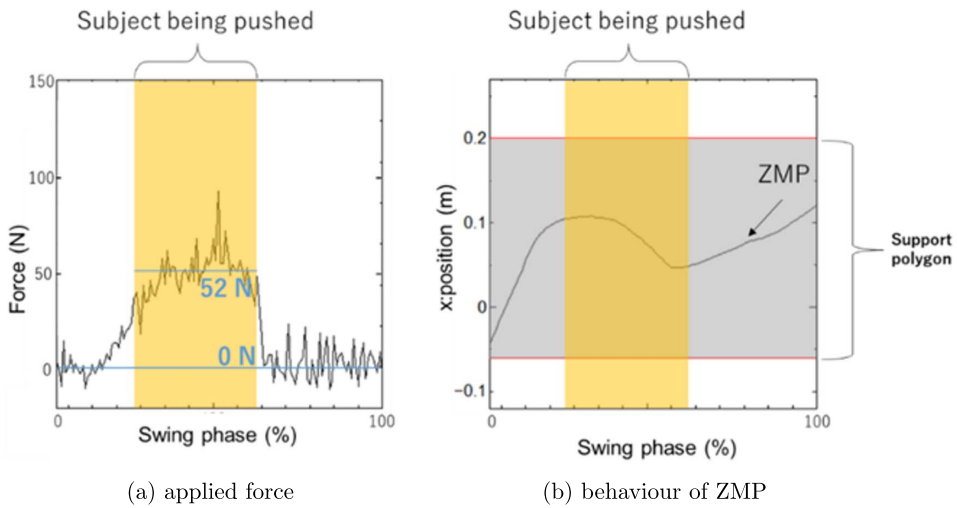 Subject being pushed
150
100
50
0
Force (N)
52 N
0 N
0
100
Swing phase (%)
(a) applied force
Subject being pushed
0.2
0.1
0
−0.1
x:position (m)
ZMP
Support
polygon
0
100
Swing phase (%)
(b) behaviour of ZMP